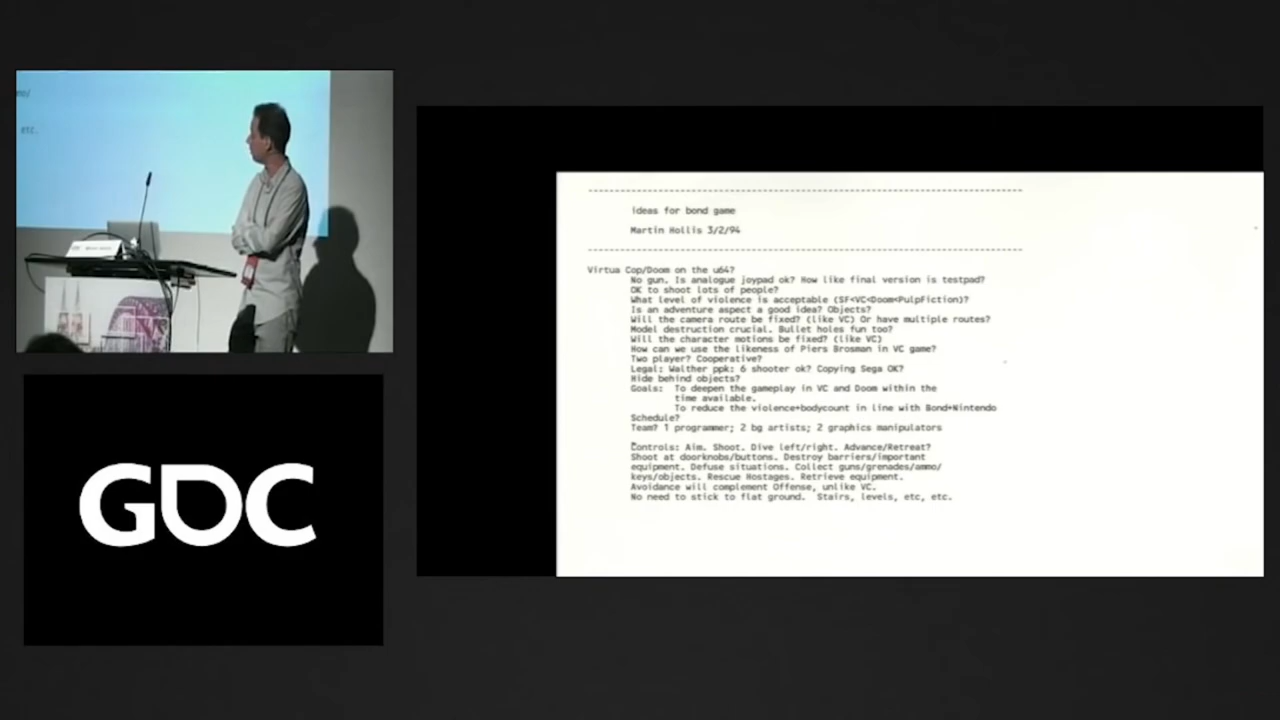 etc.
GDC
--------------------------------------------------------------------------------
ideas for bond game
Martin Hollis 3/2/94
--------------------------------------------------------------------------------
Virtua Cop/Doom on the u64?
No gun. Is analogue joypad ok? How like final version is testpad?
OK to shoot lots of people?
What level of violence is acceptable (SF<VC<Doom<PulpFiction)?
Is an adventure aspect a good idea? Objects?
Will the camera route be fixed? (like VC) Or have multiple routes?
Model destruction crucial. Bullet holes fun too?
Will the character motions be fixed? (like VC)
How can we use the likeness of Piers Brosman in VC game?
Two player? Cooperative?
Legal: Walther ppk: 6 shooter ok? Copying Sega OK?
Hide behind objects?
Goals: To deepen the gameplay in VC and Doom within the
time available.
To reduce the violence+bodycount in line with Bond+Nintendo
Schedule?
Team? 1 programmer; 2 bg artists; 2 graphics manipulators
Controls: Aim. Shoot. Dive left/right. Advance/Retreat?
Shoot at doorknobs/buttons. Destroy barriers/important
equipment. Defuse situations. Collect guns/grenades/ammo/
keys/objects. Rescue Hostages. Retrieve equipment.
Avoidance will complement Offense, unlike VC.
No need to stick to flat ground. Stairs, levels, etc, etc.